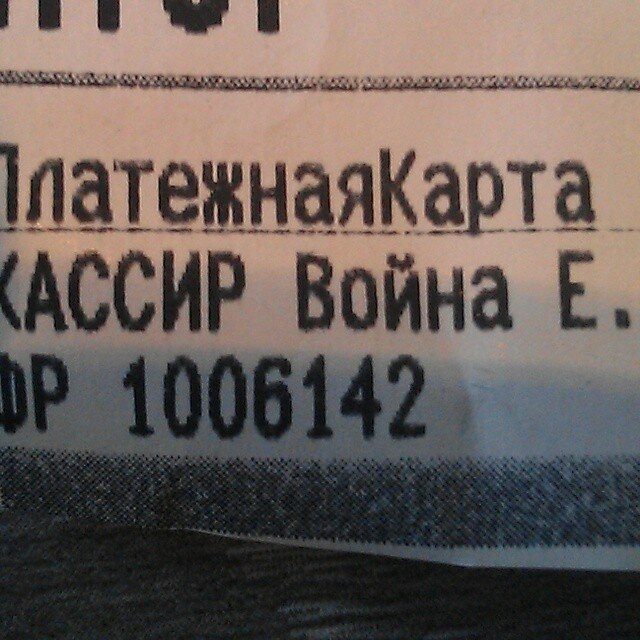 ПлатежнаяКарта
КАССИР Война Е.
ФР 1006142